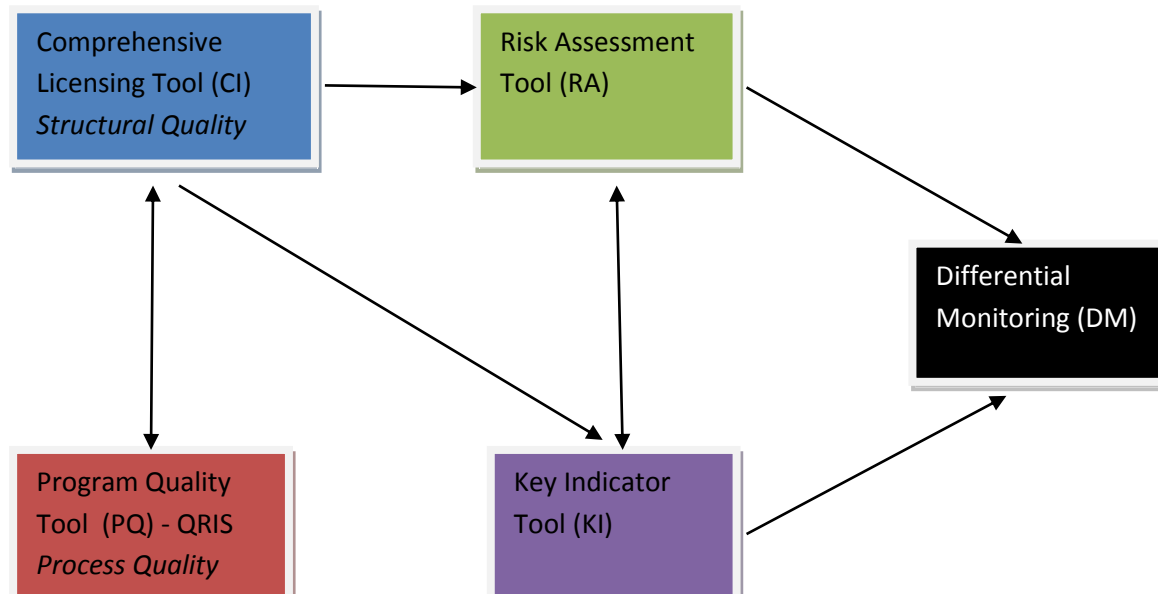 Comprehensive
Licensing Tool (CI)
Structural Quality
Risk Assessment
Tool (RA)
Differential
Monitoring (DM)
Program Quality
Tool  (PQ) - QRIS
Process Quality
Key Indicator
Tool (KI)